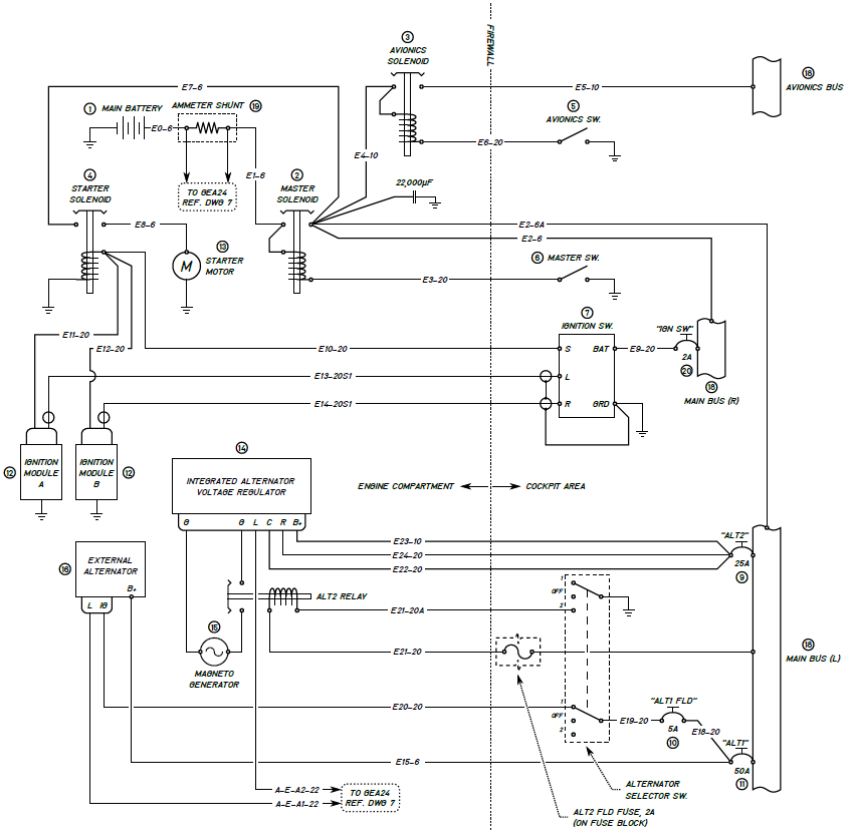 FIREWALL
3
AVIONICS
SOLENOID
18
AVIONICS BUS
E7-6
E5-10
1 MAIN BATTERY
AMMETER SHUNT 19
5
AVIONICS SW.
E0-6
E6-20
E4-10
E1-6
4
STARTER
SOLENOID
2
MASTER
SOLENOID
TO GEA24
REF. DWG 7
22,000µF
E8-6
E2-6A
E2-6
13
STARTER
MOTOR
M
6 MASTER SW.
E3-20
7
IGNITION SW.
"IGN SW"
E11-20
E12-20
E10-20
S BAT
E9-20
2A
20
E13-20S1
L
18
MAIN BUS (R)
E14-20S1
R GRD
14
12 IGNITION
MODULE
A
IGNITION
MODULE
B 12
INTEGRATED ALTERNATOR
VOLTAGE REGULATOR
ENGINE COMPARTMENT
COCKPIT AREA
G G L C R B+
E23-10
"ALT2"
E24-20
25A
9
E22-20
16
EXTERNAL
ALTERNATOR
B+
L IG
ALT2 RELAY
1
OFF
2
E21-20A
15
MAGNETO
GENERATOR
E21-20
18
MAIN BUS (L)
E20-20
1
OFF
2
"ALT1 FLD"
E19-20
5A
10
E18-20
"ALT1"
E15-6
50A
11
A-E-A2-22
A-E-A1-22
TO GEA24
REF. DWG 7
ALTERNATOR
SELECTOR SW.
ALT2 FLD FUSE, 2A
(ON FUSE BLOCK)